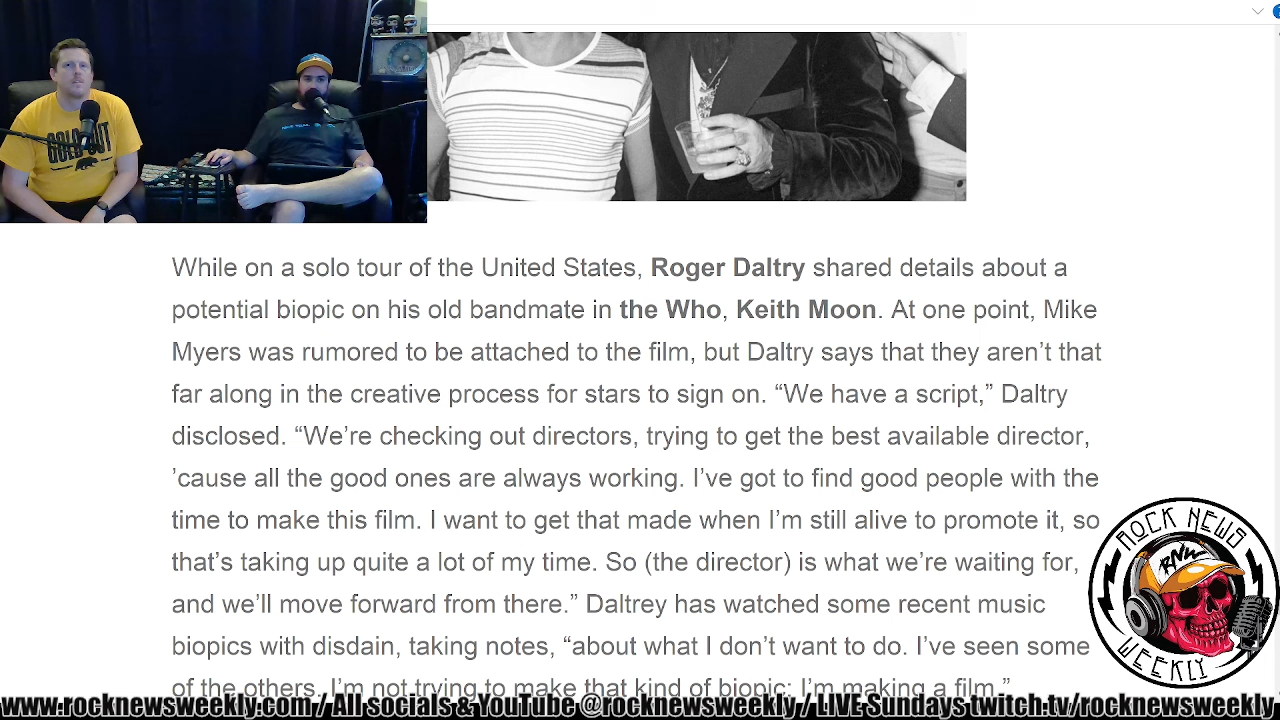 GOLD OUT
While on a solo tour of the United States, Roger Daltry shared details about a
potential biopic on his old bandmate in the Who, Keith Moon. At one point, Mike
Myers was rumored to be attached to the film, but Daltry says that they aren’t that
far along in the creative process for stars to sign on. “We have a script,” Daltry
disclosed. “We’re checking out directors, trying to get the best available director,
’cause all the good ones are always working. I’ve got to find good people with the
time to make this film. I want to get that made when I’m still alive to promote it, so
that’s taking up quite a lot of my time. So (the director) is what we’re waiting for,
and we’ll move forward from there.” Daltrey has watched some recent music
biopics with disdain, taking notes, “about what I don’t want to do. I’ve seen some
of the others. I’m not trying to make that kind of biopic; I’m making a film.”
ROCK NEWS
RNW
WEEKLY
www.rocknewsweekly.com / All socials & YouTube @rocknewsweekly / LIVE Sundays twitch.tv/rocknewsweekly